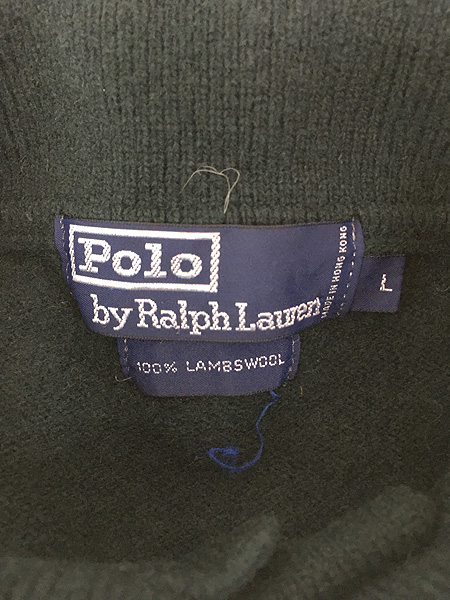 Polo
by Ralph Lauren
MADE IN HONG KONG
L
100% LAMBSWOOL